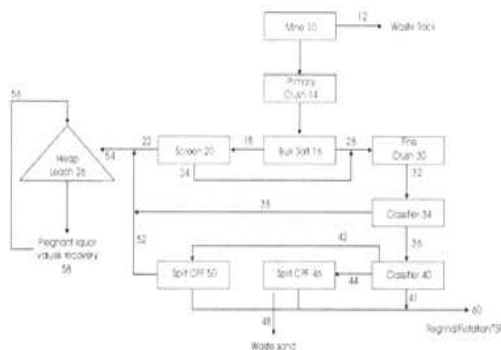 12
Mine 10
Waste Rock
Primary
Crush 14
56
22
18
28
Fine
Crush 30
Screen 20
Bulk Sort 16
54
Heap
Leach 26
24
32
38
Classifier 34
36
Pregnant liquor
values recovery
58
52
42
Split CPF 50
Split CPF 46
Classifier 40
44
41
48
60
Waste sand